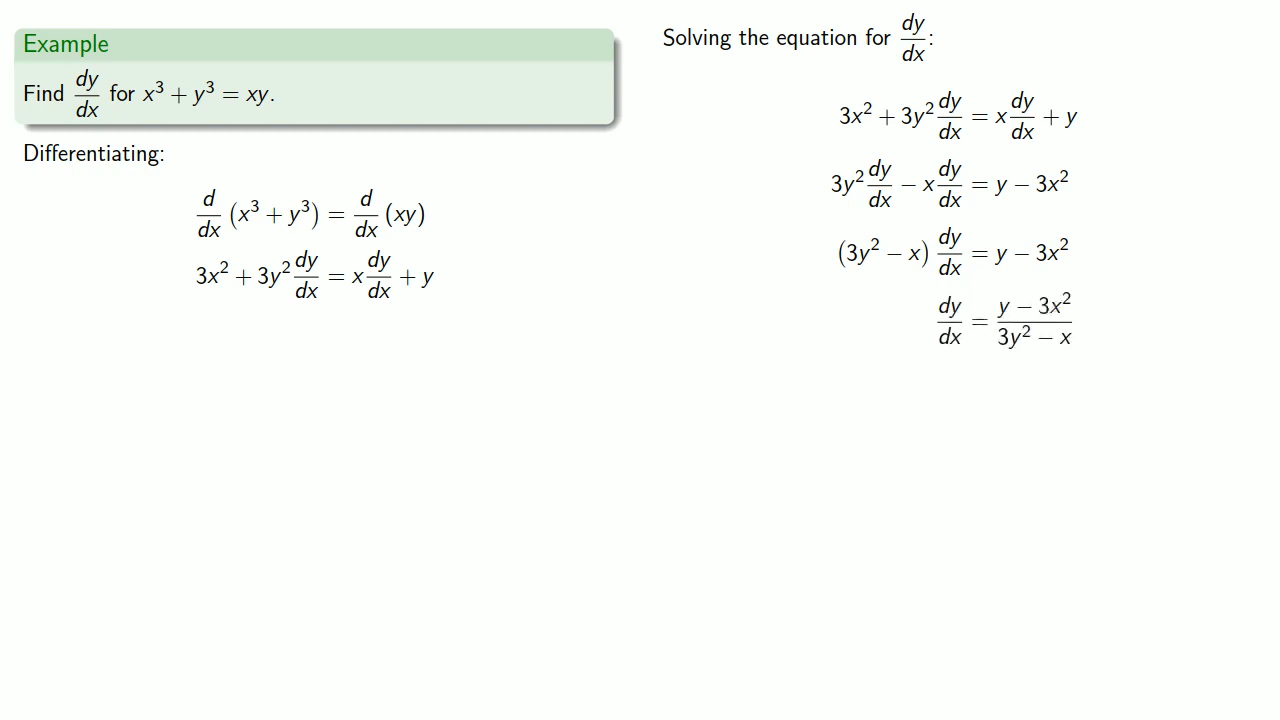 Example
Find dy/dx for x³ + y³ = xy.
Differentiating:
d/dx (x³ + y³) = d/dx (xy)
3x² + 3y² dy/dx = x dy/dx + y
Solving the equation for dy/dx:
3x² + 3y² dy/dx = x dy/dx + y
3y² dy/dx − x dy/dx = y − 3x²
(3y² − x) dy/dx = y − 3x²
dy/dx = (y − 3x²)/(3y² − x)